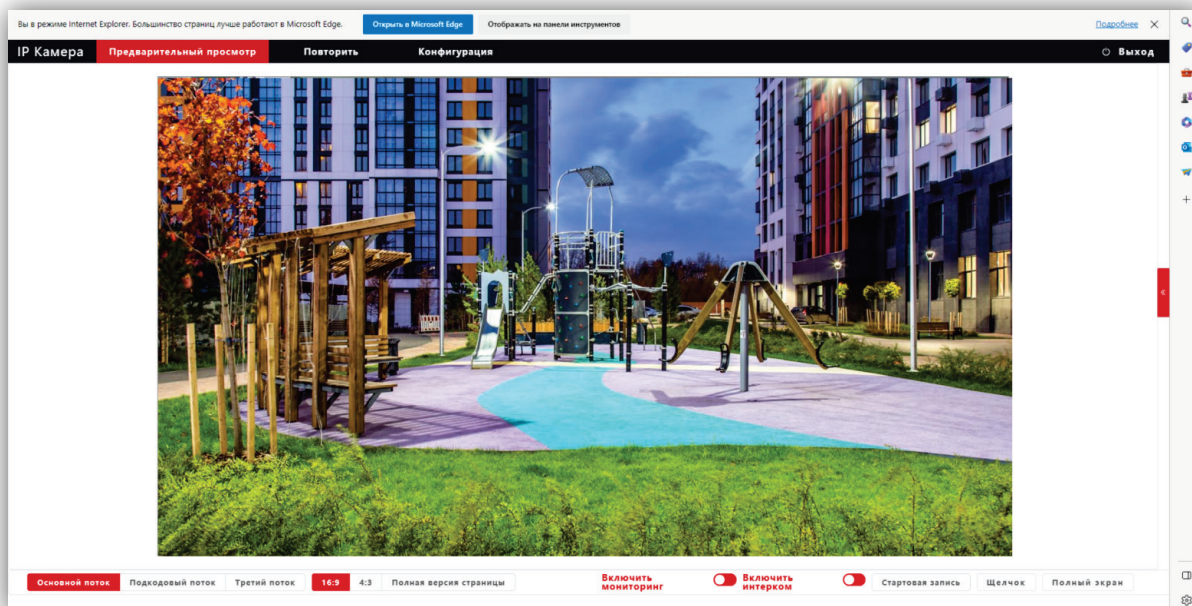 Вы в режиме Internet Explorer. Большинство страниц лучше работают в Microsoft Edge. Открыть в Microsoft Edge Отображать на панели инструментов Подробнее
IP Камера Предварительный просмотр Повторить Конфигурация Выход
Основной поток Подкодовый поток Третий поток 16:9 4:3 Полная версия страницы Включить мониторинг Включить интерком Стартовая запись Щелчок Полный экран